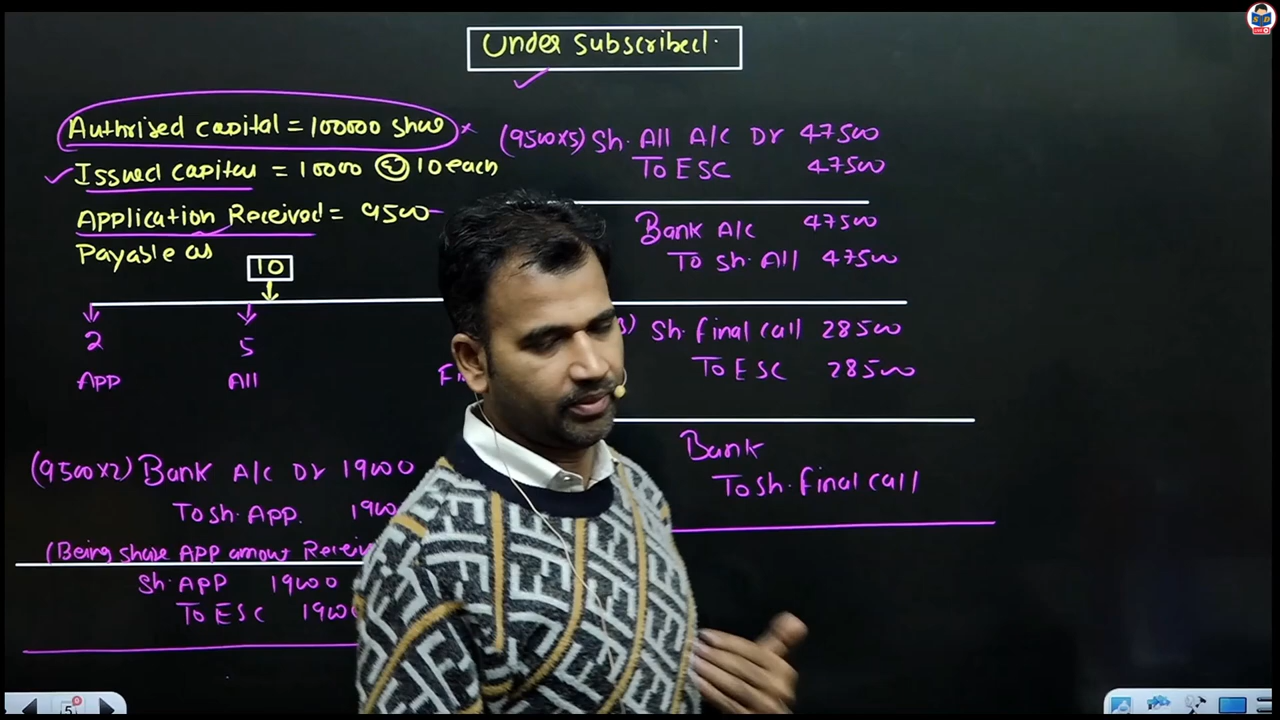 Under Subscribed.
Authrised capital = 100000 share
Issued capital = 10000 @ 10 each
Application Received = 9500
Payable as
10
2
5
App
All
(9500x2) Bank A/C Dr 19000
To sh. App.
(Being share APP amount
Sh. APP 19000
To ESC
(9500x5) Sh. All A/C Dr 47500
To ESC 47500
Bank A/C 47500
To sh. All 47500
Sh. final call 28500
To ESC 28500
Bank
To sh. final call
5